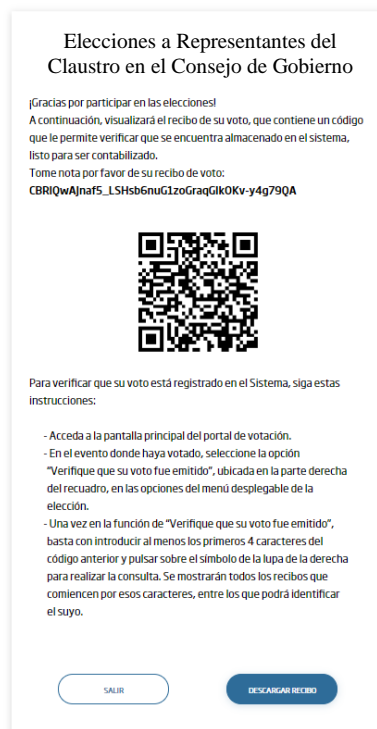 Elecciones a Representantes del
Claustro en el Consejo de Gobierno
¡Gracias por participar en las elecciones!
A continuación, visualizará el recibo de su voto, que contiene un código
que le permite verificar que se encuentra almacenado en el sistema,
listo para ser contabilizado.
Tome nota por favor de su recibo de voto:
CBRIQwAJnaf5_LSHsb6nuG1zoGraqGlkOKv-y4g79QA
Para verificar que su voto está registrado en el Sistema, siga estas
instrucciones:
- Acceda a la pantalla principal del portal de votación.
- En el evento donde haya votado, seleccione la opción
"Verifique que su voto fue emitido", ubicada en la parte derecha
del recuadro, en las opciones del menú desplegable de la
elección.
- Una vez en la función de "Verifique que su voto fue emitido",
basta con introducir al menos los primeros 4 caracteres del
código anterior y pulsar sobre el símbolo de la lupa de la derecha
para realizar la consulta. Se mostrarán todos los recibos que
comiencen por esos caracteres, entre los que podrá identificar
el suyo.
SALIR
DESCARGAR RECIBO